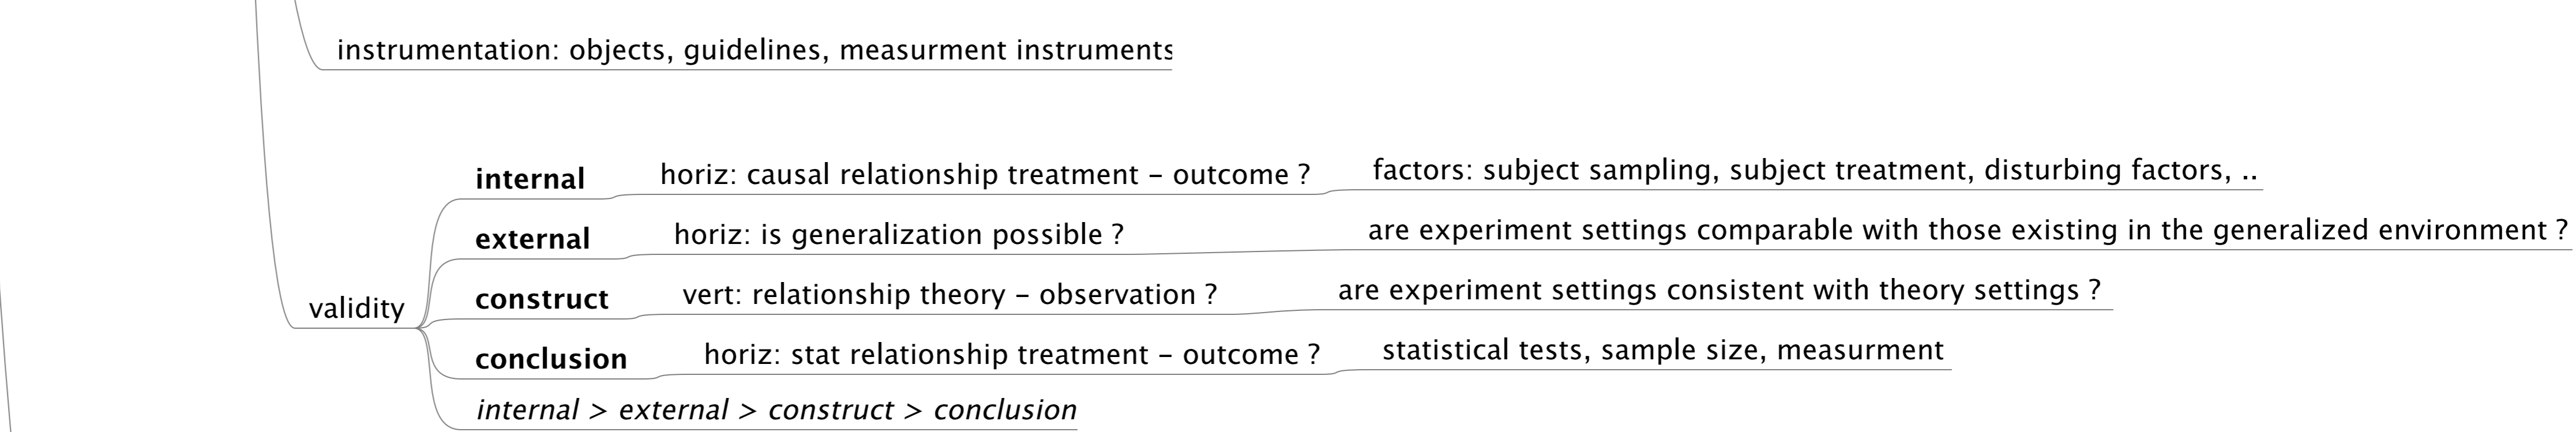 instrumentation: objects, guidelines, measurment instruments
internal horiz: causal relationship treatment – outcome ? factors: subject sampling, subject treatment, disturbing factors, ..
external horiz: is generalization possible ? are experiment settings comparable with those existing in the generalized environment ?
construct vert: relationship theory – observation ? are experiment settings consistent with theory settings ?
validity
conclusion horiz: stat relationship treatment – outcome ? statistical tests, sample size, measurment
internal > external > construct > conclusion